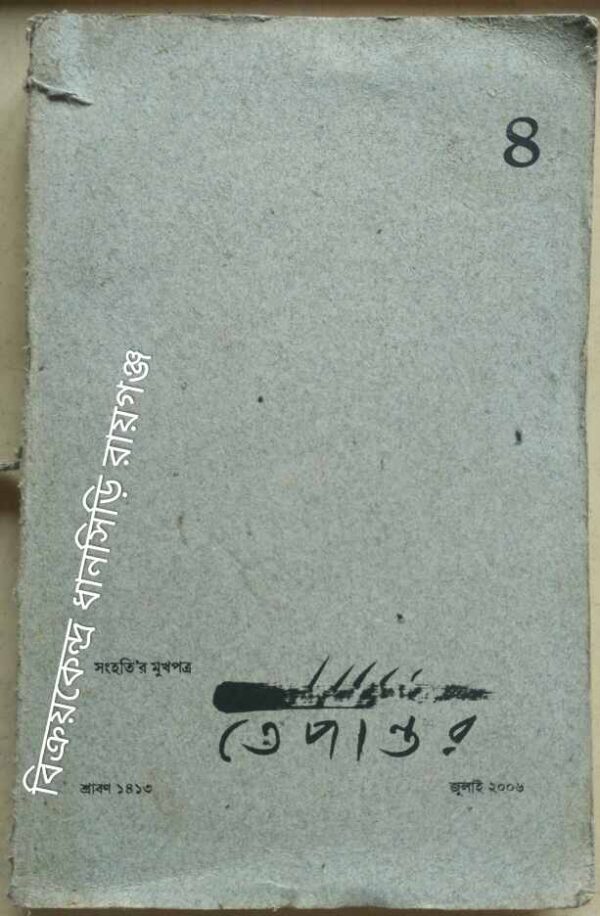 ৪
বিক্রয়কেন্দ্র ধানসিড়ি রায়গঞ্জ
সংহতি'র মুখপত্র
তেপান্তর
শ্রাবণ ১৪১৩
জুলাই ২০০৬